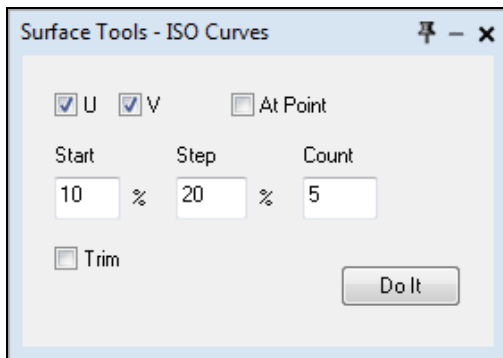 Surface Tools - ISO Curves
U V At Point
Start Step Count
10 % 20 % 5
Trim
Do It